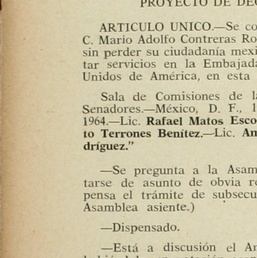 PROYECTO DE DE
ARTICULO UNICO.—Se co
C. Mario Adolfo Contreras Ro
sin perder su ciudadanía mexi
tar servicios en la Embajada
Unidos de América, en esta
Sala de Comisiones de l
Senadores.—México, D. F., 1
1964.—Lic. Rafael Matos Esco
to Terrones Benítez.—Lic. An
dríguez."
—Se pregunta a la Asam
tarse de asunto de obvia r
pensa el trámite de subsecu
Asamblea asiente.)
—Dispensado.
—Está a discusión el Ar